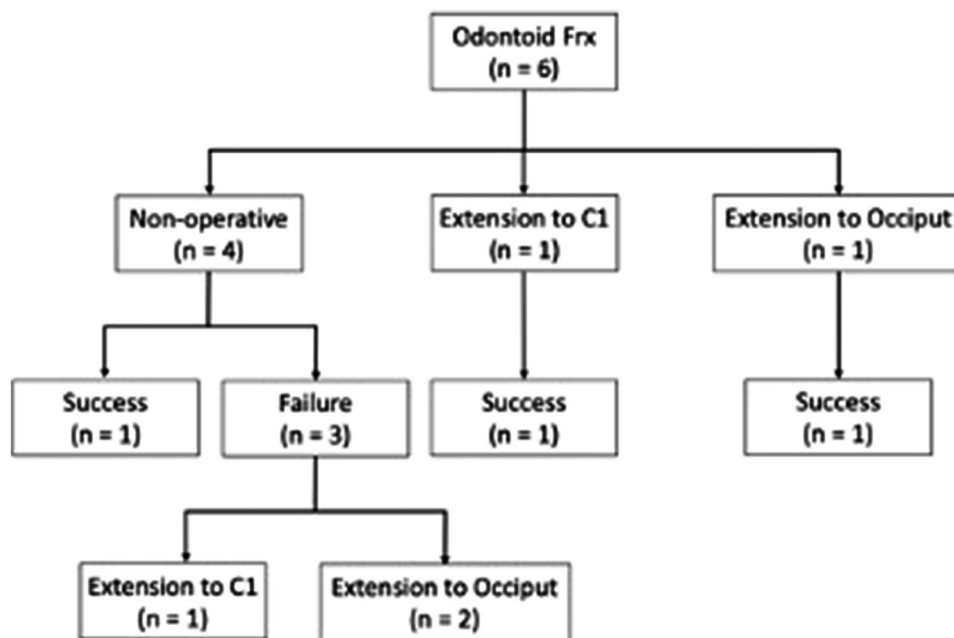 Odontoid Frx
(n = 6)
Non-operative
(n = 4)
Extension to C1
(n = 1)
Extension to Occiput
(n = 1)
Success
(n = 1)
Failure
(n = 3)
Success
(n = 1)
Success
(n = 1)
Extension to C1
(n = 1)
Extension to Occiput
(n = 2)